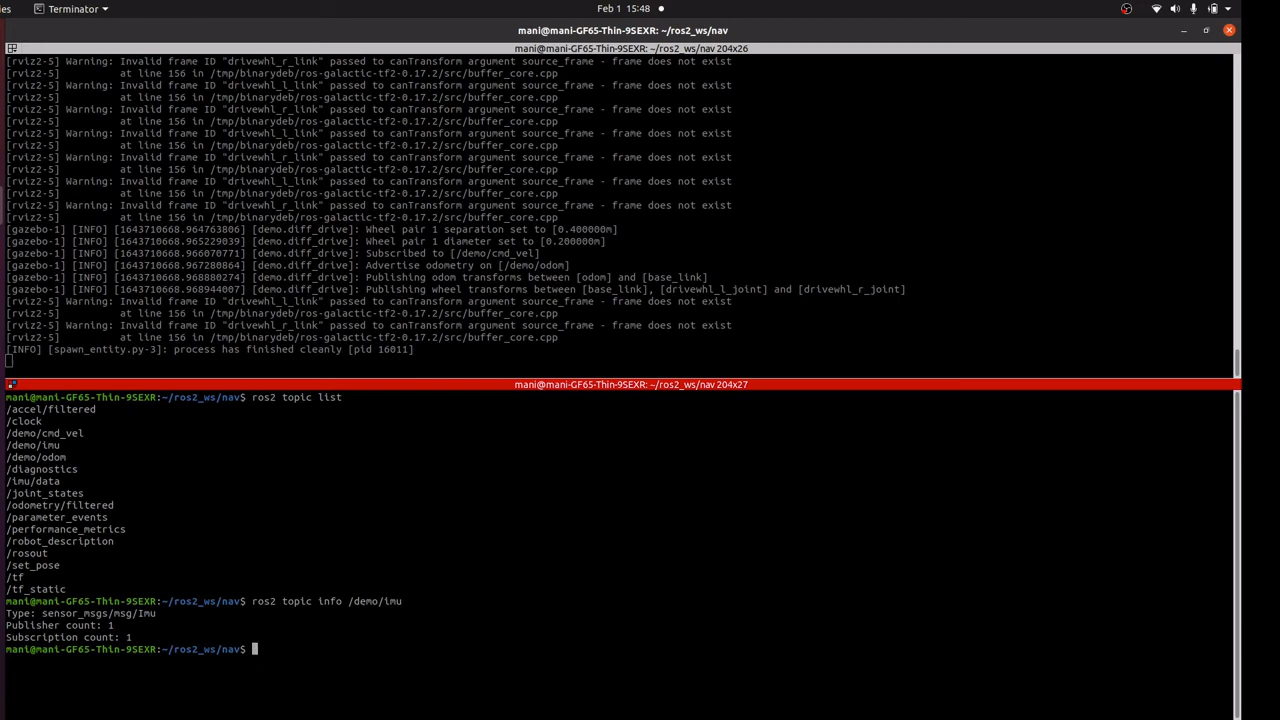 ies Terminator Feb 1 15:48
mani@mani-GF65-Thin-9SEXR: ~/ros2_ws/nav
mani@mani-GF65-Thin-9SEXR: ~/ros2_ws/nav 204x26
[rviz2-5] Warning: Invalid frame ID "drivewhl_r_link" passed to canTransform argument source_frame - frame does not exist
[rviz2-5]          at line 156 in /tmp/binarydeb/ros-galactic-tf2-0.17.2/src/buffer_core.cpp
[rviz2-5] Warning: Invalid frame ID "drivewhl_l_link" passed to canTransform argument source_frame - frame does not exist
[rviz2-5]          at line 156 in /tmp/binarydeb/ros-galactic-tf2-0.17.2/src/buffer_core.cpp
[rviz2-5] Warning: Invalid frame ID "drivewhl_r_link" passed to canTransform argument source_frame - frame does not exist
[rviz2-5]          at line 156 in /tmp/binarydeb/ros-galactic-tf2-0.17.2/src/buffer_core.cpp
[rviz2-5] Warning: Invalid frame ID "drivewhl_l_link" passed to canTransform argument source_frame - frame does not exist
[rviz2-5]          at line 156 in /tmp/binarydeb/ros-galactic-tf2-0.17.2/src/buffer_core.cpp
[rviz2-5] Warning: Invalid frame ID "drivewhl_r_link" passed to canTransform argument source_frame - frame does not exist
[rviz2-5]          at line 156 in /tmp/binarydeb/ros-galactic-tf2-0.17.2/src/buffer_core.cpp
[rviz2-5] Warning: Invalid frame ID "drivewhl_l_link" passed to canTransform argument source_frame - frame does not exist
[rviz2-5]          at line 156 in /tmp/binarydeb/ros-galactic-tf2-0.17.2/src/buffer_core.cpp
[rviz2-5] Warning: Invalid frame ID "drivewhl_r_link" passed to canTransform argument source_frame - frame does not exist
[rviz2-5]          at line 156 in /tmp/binarydeb/ros-galactic-tf2-0.17.2/src/buffer_core.cpp
[gazebo-1] [INFO] [1643710668.964763806] [demo.diff_drive]: Wheel pair 1 separation set to [0.400000m]
[gazebo-1] [INFO] [1643710668.965229039] [demo.diff_drive]: Wheel pair 1 diameter set to [0.200000m]
[gazebo-1] [INFO] [1643710668.966070771] [demo.diff_drive]: Subscribed to [/demo/cmd_vel]
[gazebo-1] [INFO] [1643710668.967280864] [demo.diff_drive]: Advertise odometry on [/demo/odom]
[gazebo-1] [INFO] [1643710668.968880274] [demo.diff_drive]: Publishing odom transforms between [odom] and [base_link]
[gazebo-1] [INFO] [1643710668.968944007] [demo.diff_drive]: Publishing wheel transforms between [base_link], [drivewhl_l_joint] and [drivewhl_r_joint]
[rviz2-5] Warning: Invalid frame ID "drivewhl_l_link" passed to canTransform argument source_frame - frame does not exist
[rviz2-5]          at line 156 in /tmp/binarydeb/ros-galactic-tf2-0.17.2/src/buffer_core.cpp
[rviz2-5] Warning: Invalid frame ID "drivewhl_r_link" passed to canTransform argument source_frame - frame does not exist
[rviz2-5]          at line 156 in /tmp/binarydeb/ros-galactic-tf2-0.17.2/src/buffer_core.cpp
[INFO] [spawn_entity.py-3]: process has finished cleanly [pid 16011]
mani@mani-GF65-Thin-9SEXR: ~/ros2_ws/nav 204x27
mani@mani-GF65-Thin-9SEXR:~/ros2_ws/nav$ ros2 topic list
/accel/filtered
/clock
/demo/cmd_vel
/demo/imu
/demo/odom
/diagnostics
/imu/data
/joint_states
/odometry/filtered
/parameter_events
/performance_metrics
/robot_description
/rosout
/set_pose
/tf
/tf_static
mani@mani-GF65-Thin-9SEXR:~/ros2_ws/nav$ ros2 topic info /demo/imu
Type: sensor_msgs/msg/Imu
Publisher count: 1
Subscription count: 1
mani@mani-GF65-Thin-9SEXR:~/ros2_ws/nav$